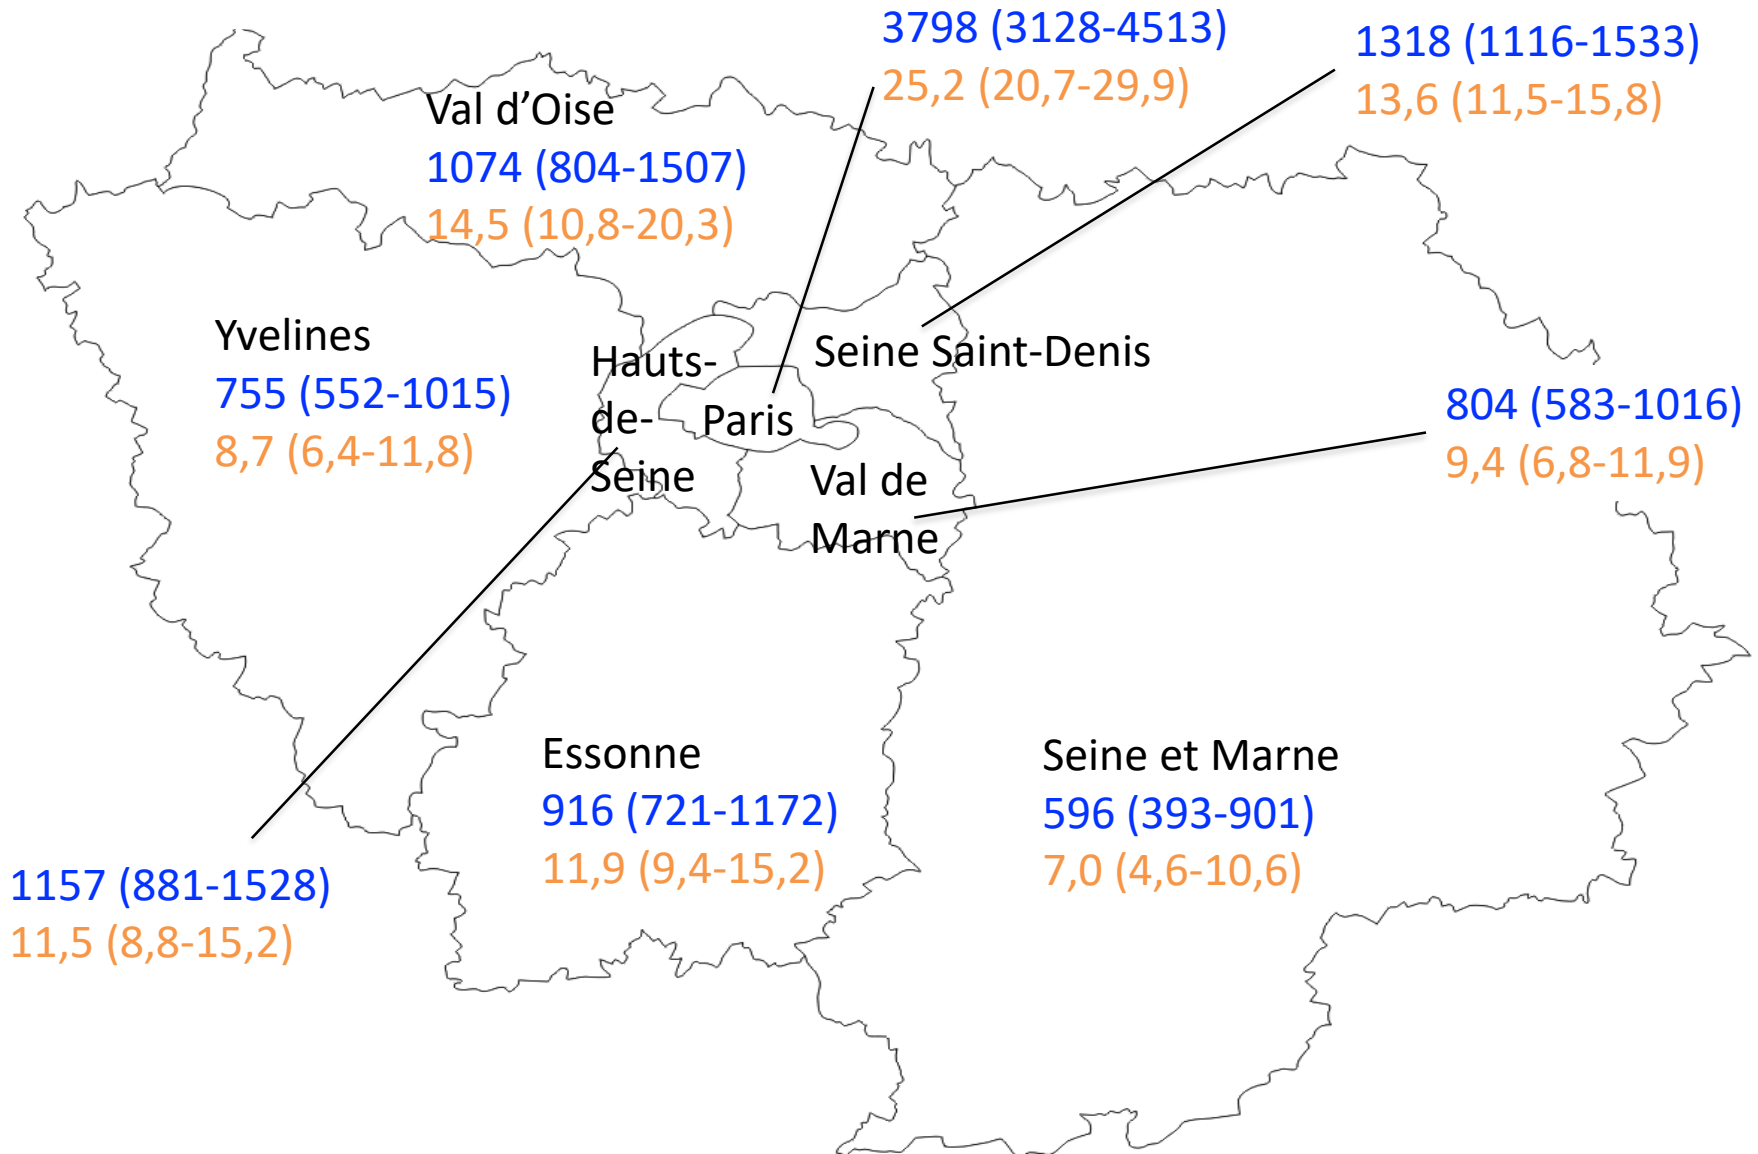 3798 (3128-4513)
25,2 (20,7-29,9)
1318 (1116-1533)
13,6 (11,5-15,8)
Val d’Oise
1074 (804-1507)
14,5 (10,8-20,3)
Yvelines
755 (552-1015)
8,7 (6,4-11,8)
Hauts-
de-
Seine
Paris
Seine Saint-Denis
804 (583-1016)
9,4 (6,8-11,9)
Val de
Marne
Essonne
916 (721-1172)
11,9 (9,4-15,2)
Seine et Marne
596 (393-901)
7,0 (4,6-10,6)
1157 (881-1528)
11,5 (8,8-15,2)